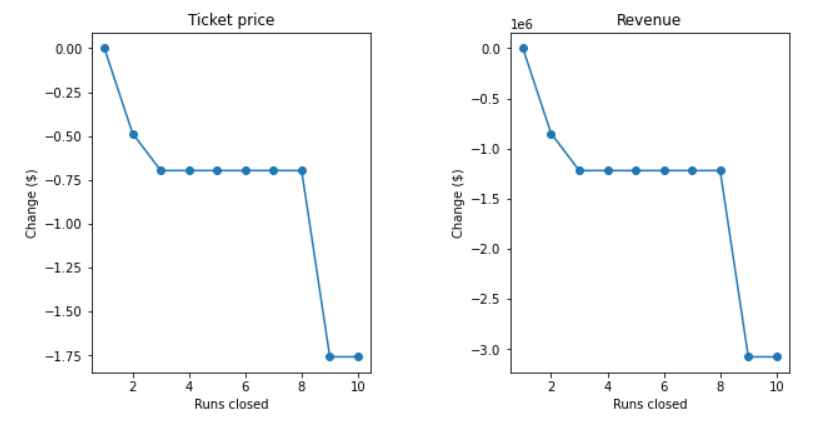 Ticket price
0.00
−0.25
−0.50
−0.75
−1.00
−1.25
−1.50
−1.75
Change ($)
2 4 6 8 10
Runs closed
Revenue
1e6
0.0
−0.5
−1.0
−1.5
−2.0
−2.5
−3.0
Change ($)
2 4 6 8 10
Runs closed